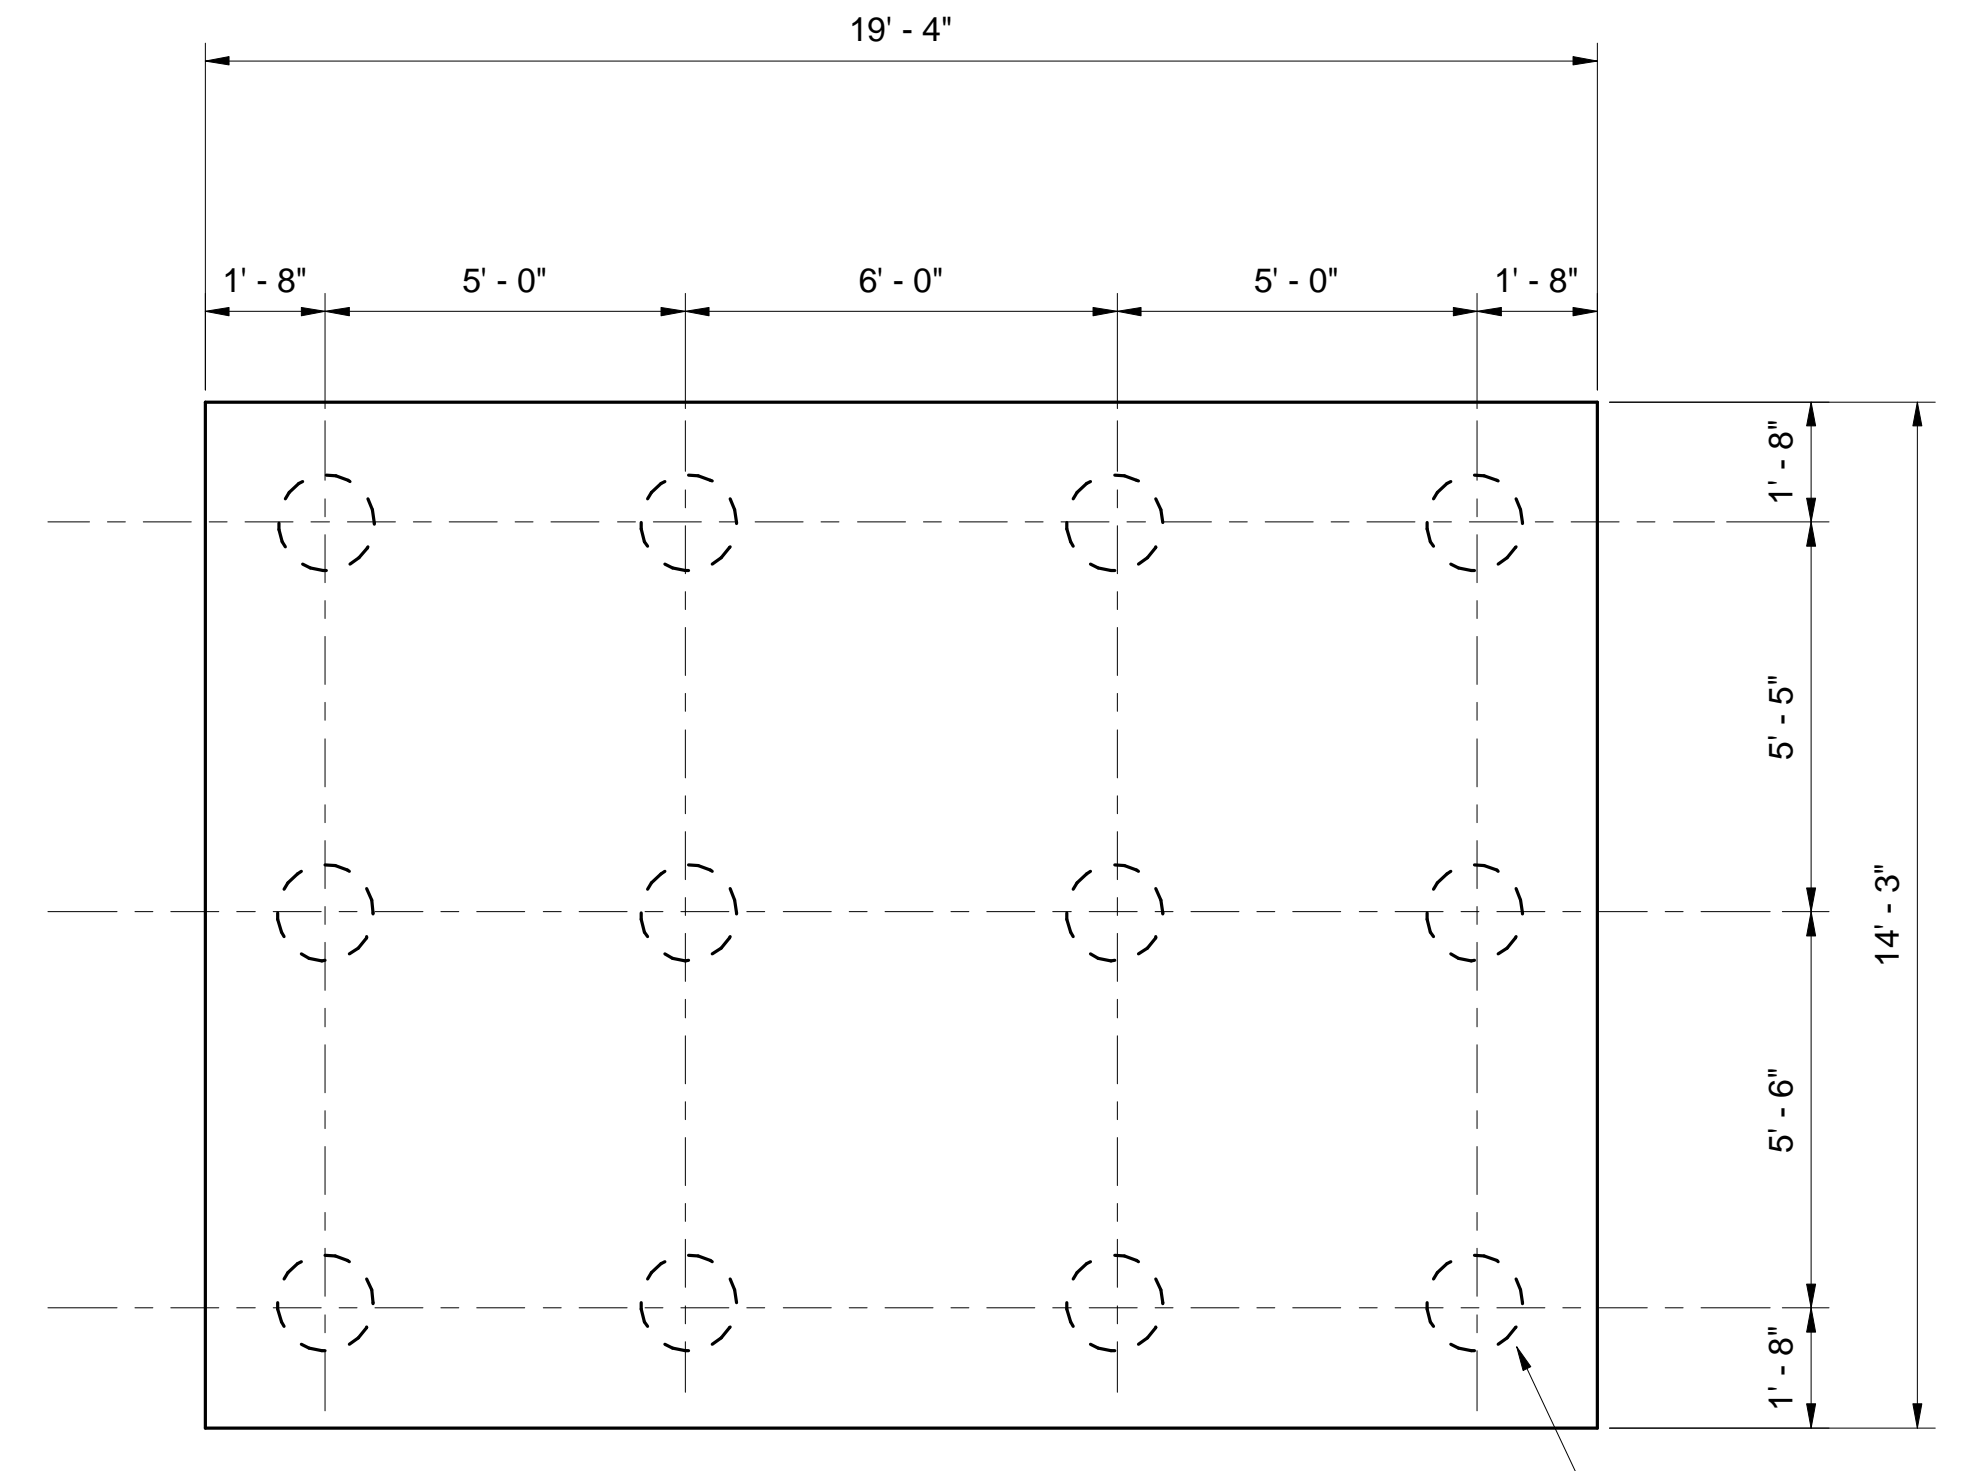 19' - 4"
1' - 8"
5' - 0"
6' - 0"
5' - 0"
1' - 8"
1' - 8"
5' - 5"
14' - 3"
5' - 6"
1' - 8"